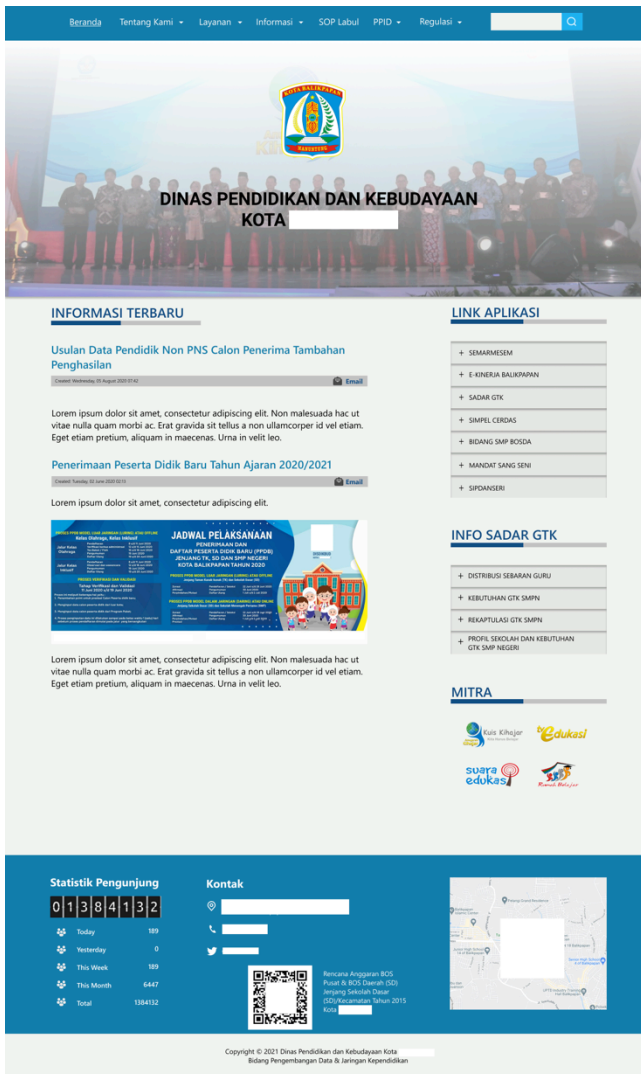 Beranda
Tentang Kami
Layanan
Informasi
SOP Labul
PPID
Regulasi
KOTA BALIKPAPAN
DINAS PENDIDIKAN DAN KEBUDAYAAN
KOTA
INFORMASI TERBARU
Usulan Data Pendidik Non PNS Calon Penerima Tambahan
Penghasilan
Created: Wednesday, 05 August 2020 07:42
Email
Lorem ipsum dolor sit amet, consectetur adipiscing elit. Non malesuada hac ut
vitae nulla quam morbi ac. Erat gravida sit tellus a non ullamcorper id vel etiam.
Eget etiam pretium, aliquam in maecenas. Urna in velit leo.
Penerimaan Peserta Didik Baru Tahun Ajaran 2020/2021
Created: Tuesday, 02 June 2020 02:13
Email
Lorem ipsum dolor sit amet, consectetur adipiscing elit.
JADWAL PELAKSANAAN
PENERIMAAN DAN
DAFTAR PESERTA DIDIK BARU (PPDB)
JENJANG TK, SD DAN SMP NEGERI
KOTA BALIKPAPAN TAHUN 2020
Lorem ipsum dolor sit amet, consectetur adipiscing elit. Non malesuada hac ut
vitae nulla quam morbi ac. Erat gravida sit tellus a non ullamcorper id vel etiam.
Eget etiam pretium, aliquam in maecenas. Urna in velit leo.
LINK APLIKASI
+ SEMARMESEM
+ E-KINERJA BALIKPAPAN
+ SADAR GTK
+ SIMPEL CERDAS
+ BIDANG SMP BOSDA
+ MANDAT SANG SENI
+ SIPDANSERI
INFO SADAR GTK
+ DISTRIBUSI SEBARAN GURU
+ KEBUTUHAN GTK SMPN
+ REKAPTULASI GTK SMPN
+ PROFIL SEKOLAH DAN KEBUTUHAN
GTK SMP NEGERI
MITRA
Kuis Kihajar
tv Edukasi
suara
edukasi
Rumah Belajar
Statistik Pengunjung
01384132
Today 189
Yesterday 0
This Week 189
This Month 6447
Total 1384132
Kontak
Rencana Anggaran BOS
Pusat & BOS Daerah (SD)
Jenjang Sekolah Dasar
(SD)/Kecamatan Tahun 2015
Kota
Copyright © 2021 Dinas Pendidikan dan Kebudayaan Kota
Bidang Pengembangan Data & Jaringan Kependidikan